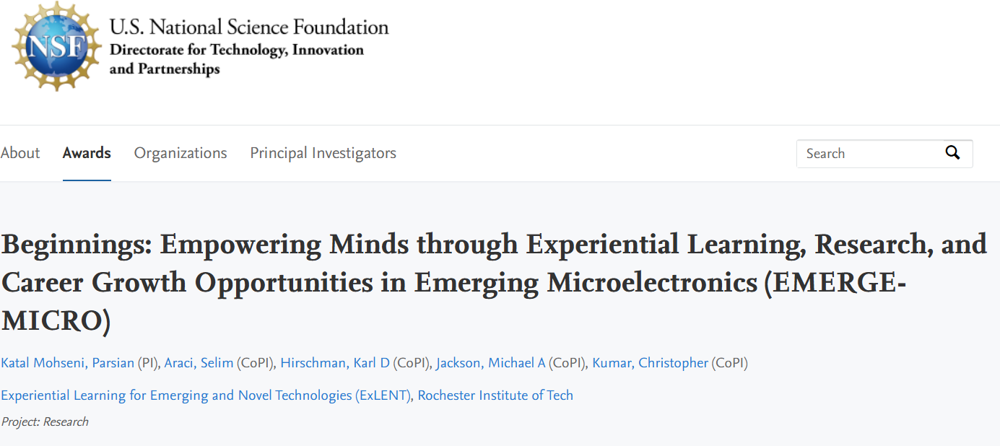 NSF
U.S. National Science Foundation
Directorate for Technology, Innovation
and Partnerships
About Awards Organizations Principal Investigators Search
Beginnings: Empowering Minds through Experiential Learning, Research, and
Career Growth Opportunities in Emerging Microelectronics (EMERGE-
MICRO)
Katal Mohseni, Parsian (PI), Araci, Selim (CoPI), Hirschman, Karl D (CoPI), Jackson, Michael A (CoPI), Kumar, Christopher (CoPI)
Experiential Learning for Emerging and Novel Technologies (ExLENT), Rochester Institute of Tech
Project: Research